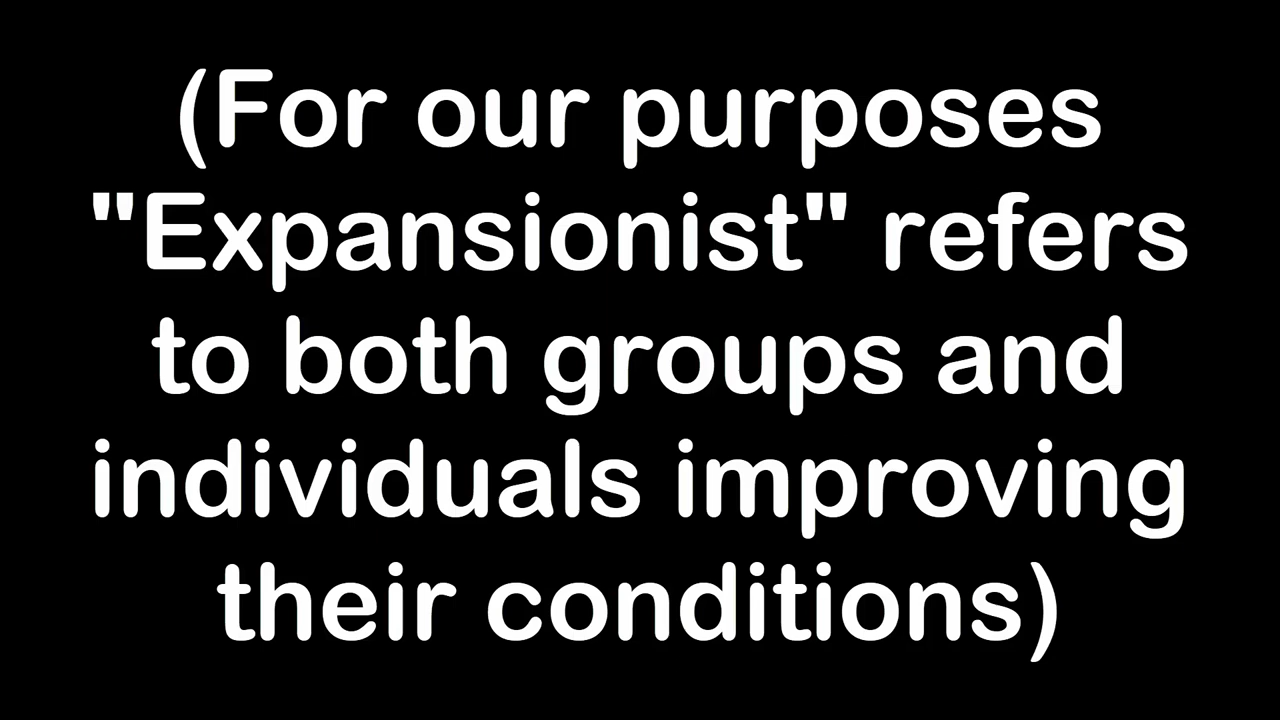 (For our purposes
"Expansionist" refers
to both groups and
individuals improving
their conditions)